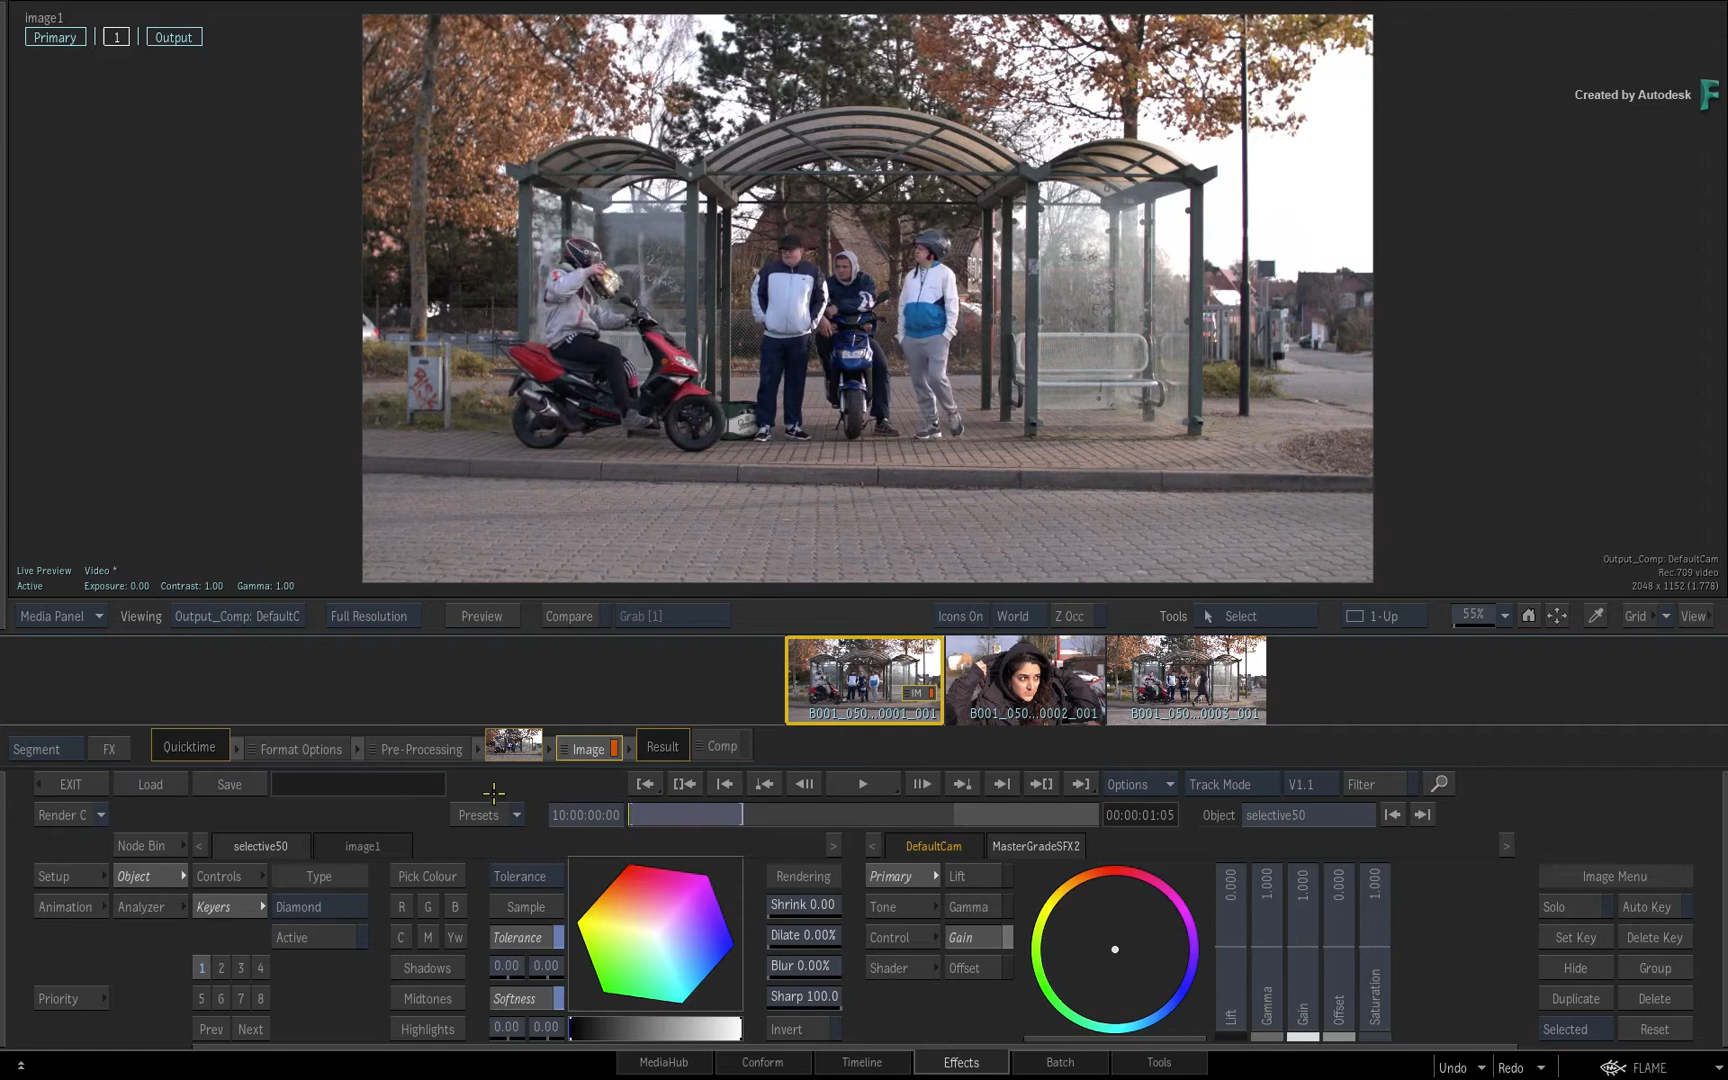 image1
Primary | 1 | Output
Created by Autodesk
Live Preview Video *
Active Exposure: 0.00 Contrast: 1.00 Gamma: 1.00
Output_Comp: DefaultCam
Rec.709 video
2048 x 1152 (1.778)
Media Panel Viewing Output_Comp: DefaultC Full Resolution Preview Compare Grab [1] Icons On World Z Occ Tools Select 1-Up 55% Grid View
IM
B001_050...0001_001 B001_050...0002_001 B001_050...0003_001
Segment FX Quicktime Format Options Pre-Processing Image Result Comp
EXIT Load Save Options Track Mode V1.1 Filter
Render C Presets 10:00:00:00 00:00:01:05 Object selective50
Node Bin < selective50 image1 > < DefaultCam MasterGradeSFX2 >
Setup Object Controls Type Pick Colour Tolerance Rendering Primary Lift Image Menu
Animation Analyzer Keyers Diamond R G B Sample Shrink 0.00 Tone Gamma Solo Auto Key
Active C M Yw Tolerance Dilate 0.00% Control Gain Set Key Delete Key
1 2 3 4 Shadows 0.00 0.00 Blur 0.00% Shader Offset Hide Group
Priority 5 6 7 8 Midtones Softness Sharp 100.0 Duplicate Delete
Prev Next Highlights 0.00 0.00 Invert Selected Reset
0.000 1.000 1.000 0.000 1.000
Lift Gamma Gain Offset Saturation
MediaHub Conform Timeline Effects Batch Tools Undo Redo FLAME